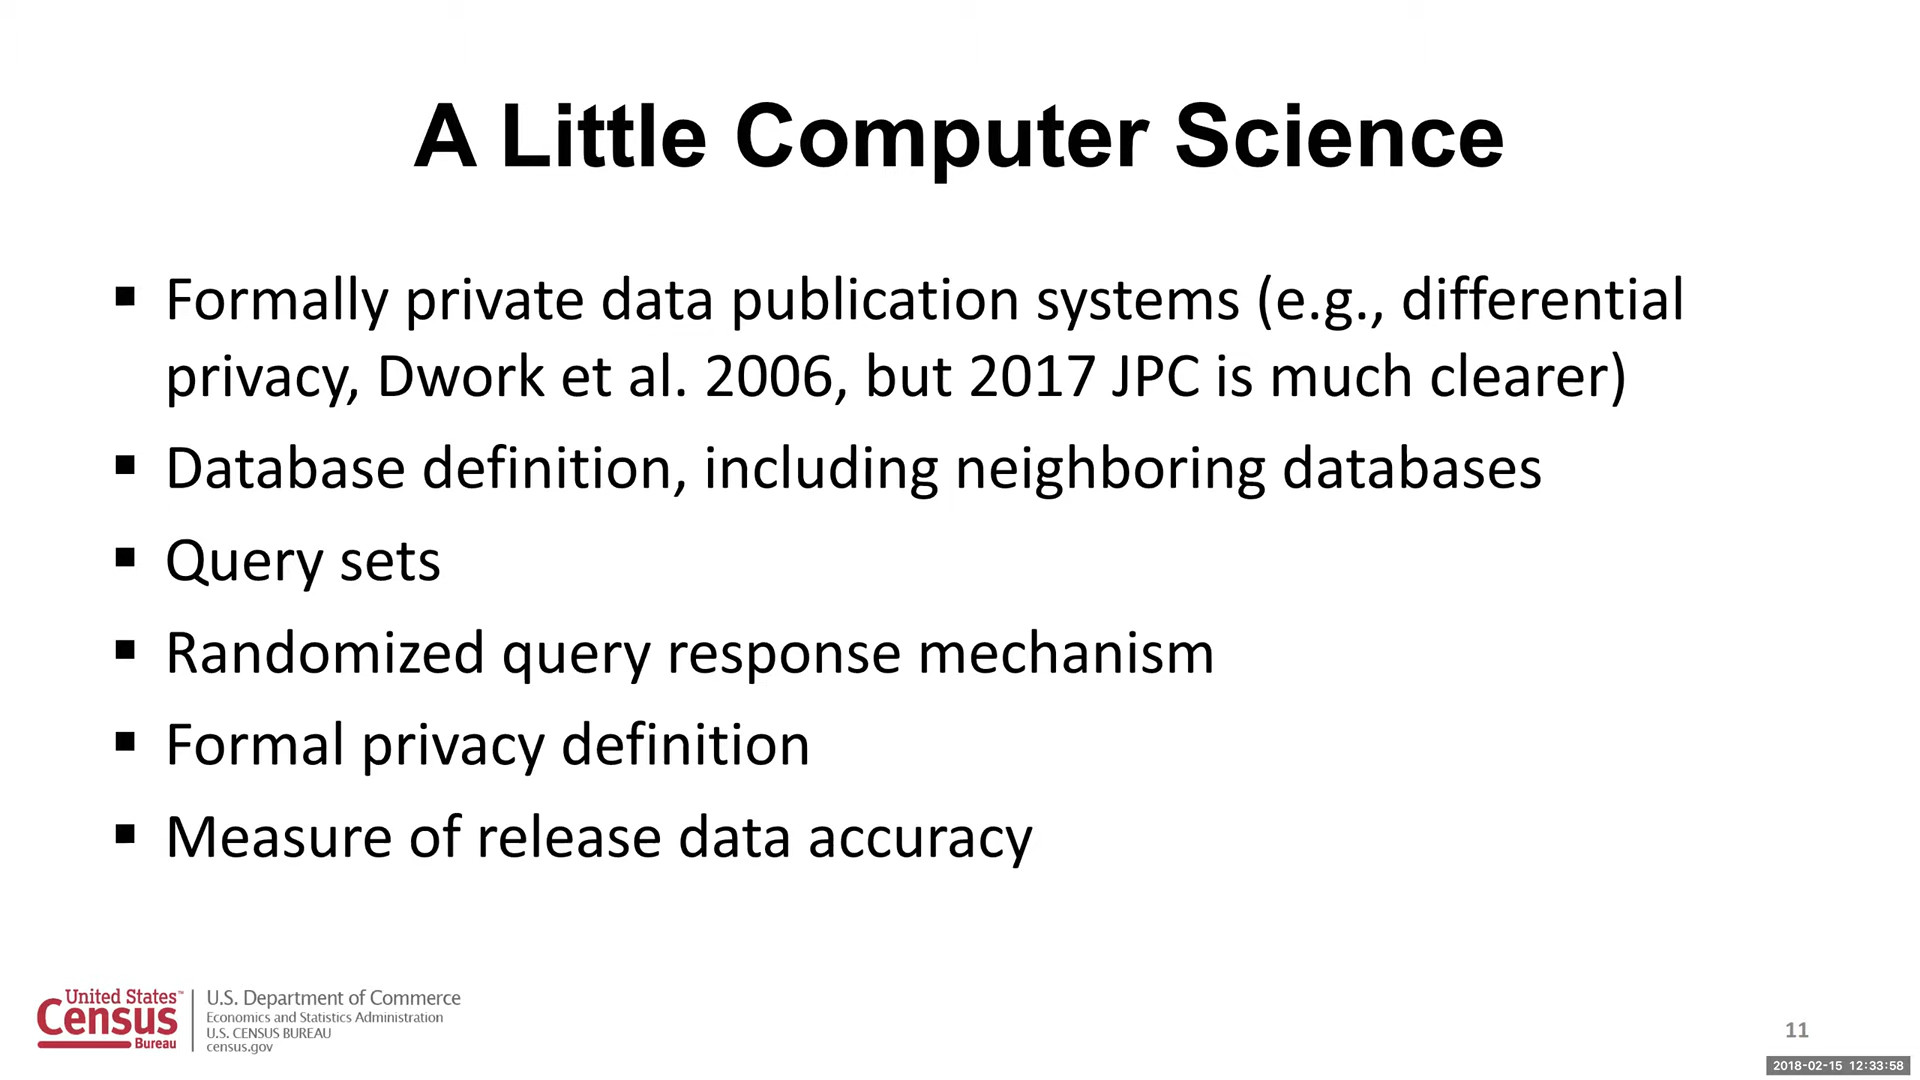 A Little Computer Science
▪ Formally private data publication systems (e.g., differential
privacy, Dwork et al. 2006, but 2017 JPC is much clearer)
▪ Database definition, including neighboring databases
▪ Query sets
▪ Randomized query response mechanism
▪ Formal privacy definition
▪ Measure of release data accuracy
United States™
Census
Bureau
U.S. Department of Commerce
Economics and Statistics Administration
U.S. CENSUS BUREAU
census.gov
11
2018-02-15 12:33:58